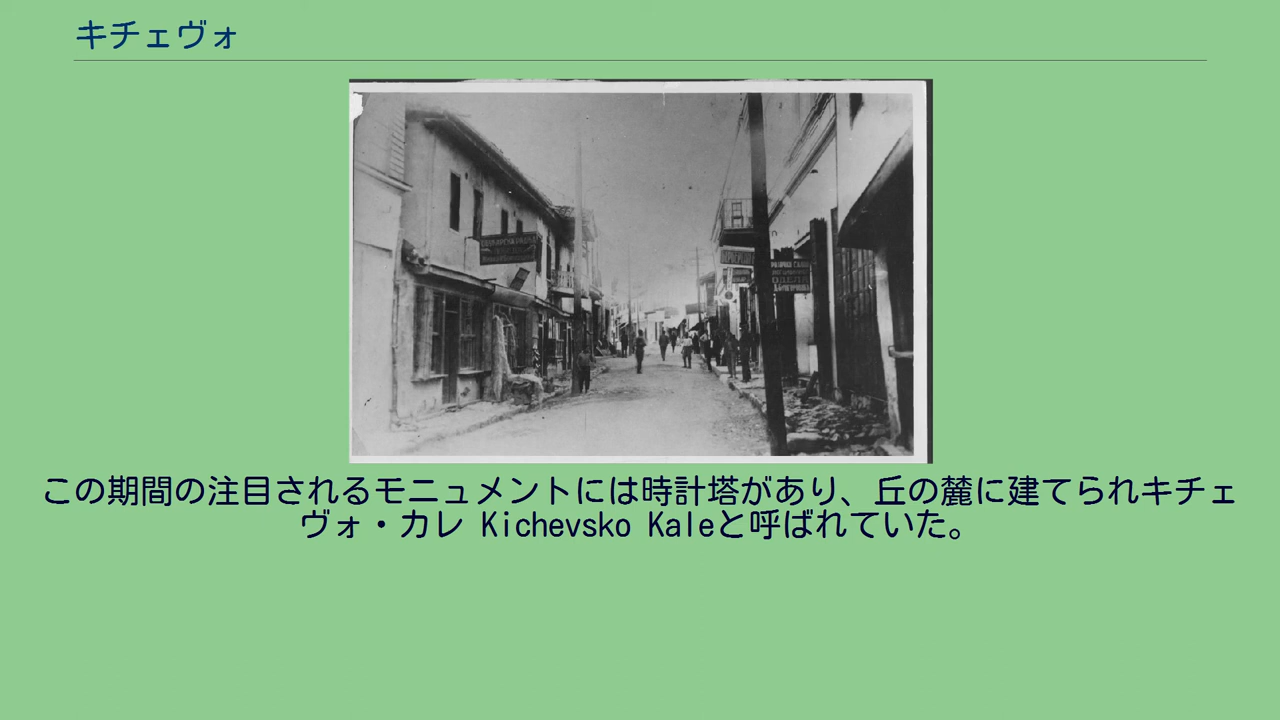 キチェヴォ
この期間の注目されるモニュメントには時計塔があり、丘の麓に建てられキチェ
ヴォ・カレ Kichevsko Kaleと呼ばれていた。